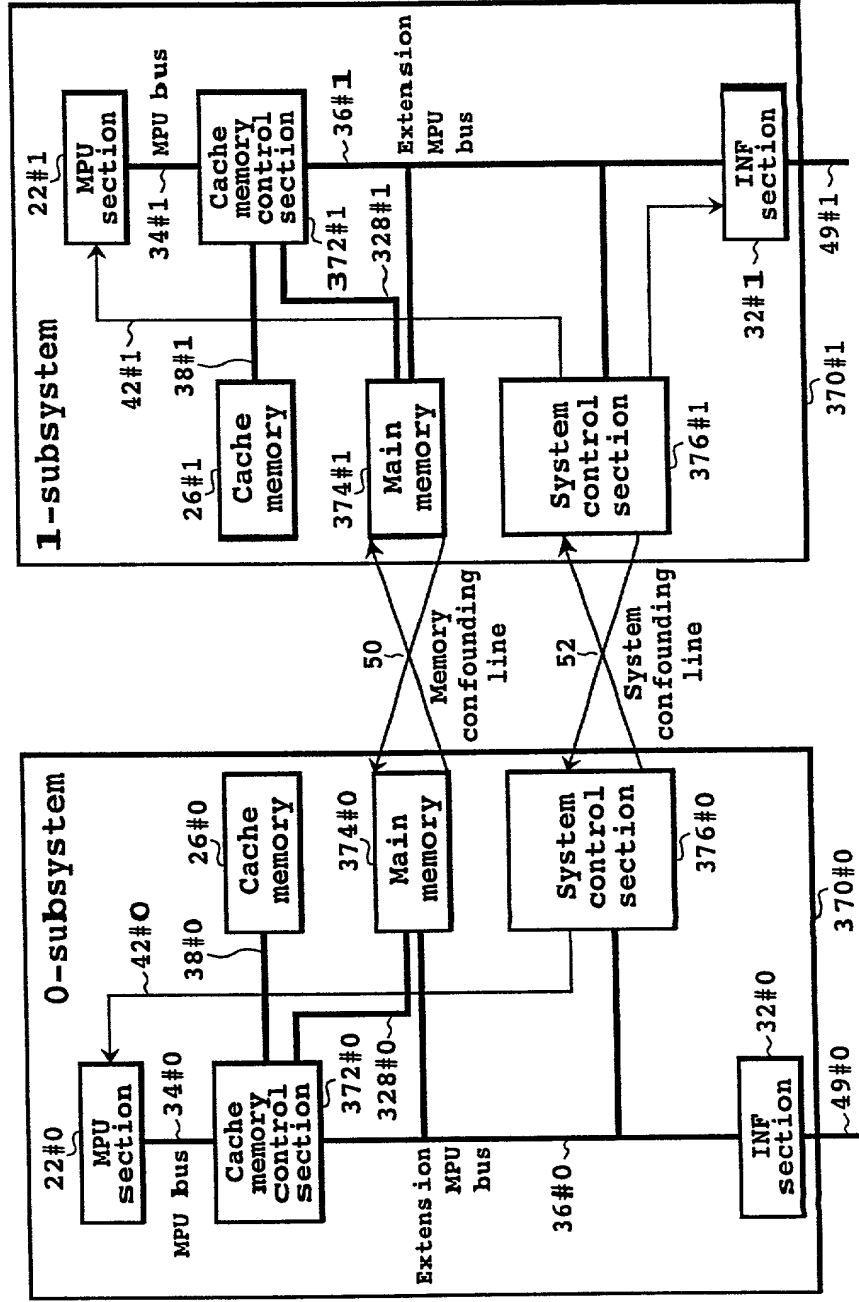 0-subsystem
22#0
MPU
section
42#0
MPU bus
34#0
Cache
memory
control
section
38#0
26#0
Cache
memory
372#0
328#0
374#0
Main
memory
Extension
MPU
bus
36#0
System
control
section
376#0
INF
section
32#0
49#0
370#0
50
Memory
confounding
line
52
System
confounding
line
1-subsystem
22#1
MPU
section
42#1
34#1
MPU bus
Cache
memory
control
section
38#1
26#1
Cache
memory
372#1
328#1
36#1
374#1
Main
memory
Extension
MPU
bus
System
control
section
376#1
INF
section
32#1
49#1
370#1